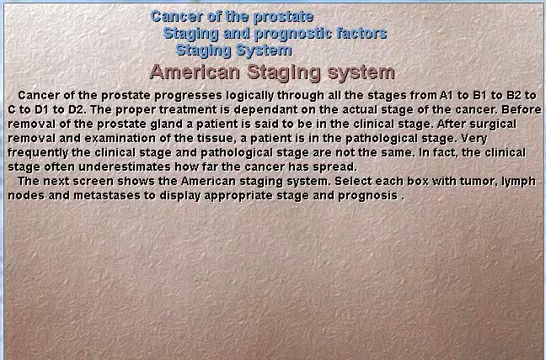 Cancer of the prostate
Staging and prognostic factors
Staging System
American Staging system
Cancer of the prostate progresses logically through all the stages from A1 to B1 to B2 to
C to D1 to D2. The proper treatment is dependant on the actual stage of the cancer. Before
removal of the prostate gland a patient is said to be in the clinical stage. After surgical
removal and examination of the tissue, a patient is in the pathological stage. Very
frequently the clinical stage and pathological stage are not the same. In fact, the clinical
stage often underestimates how far the cancer has spread.
The next screen shows the American staging system. Select each box with tumor, lymph
nodes and metastases to display appropriate stage and prognosis .